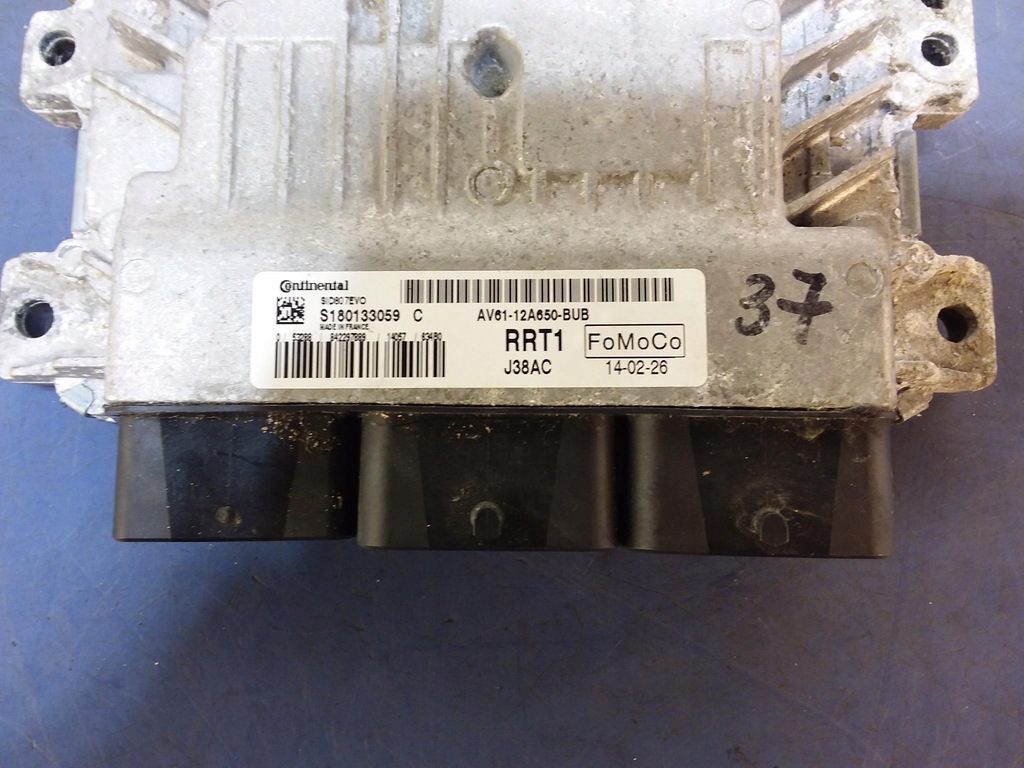 Continental
SID807EVO
S180133059 C
AV61-12A650-BUB
MADE IN FRANCE
RRT1
FoMoCo
J38AC
14-02-26
37